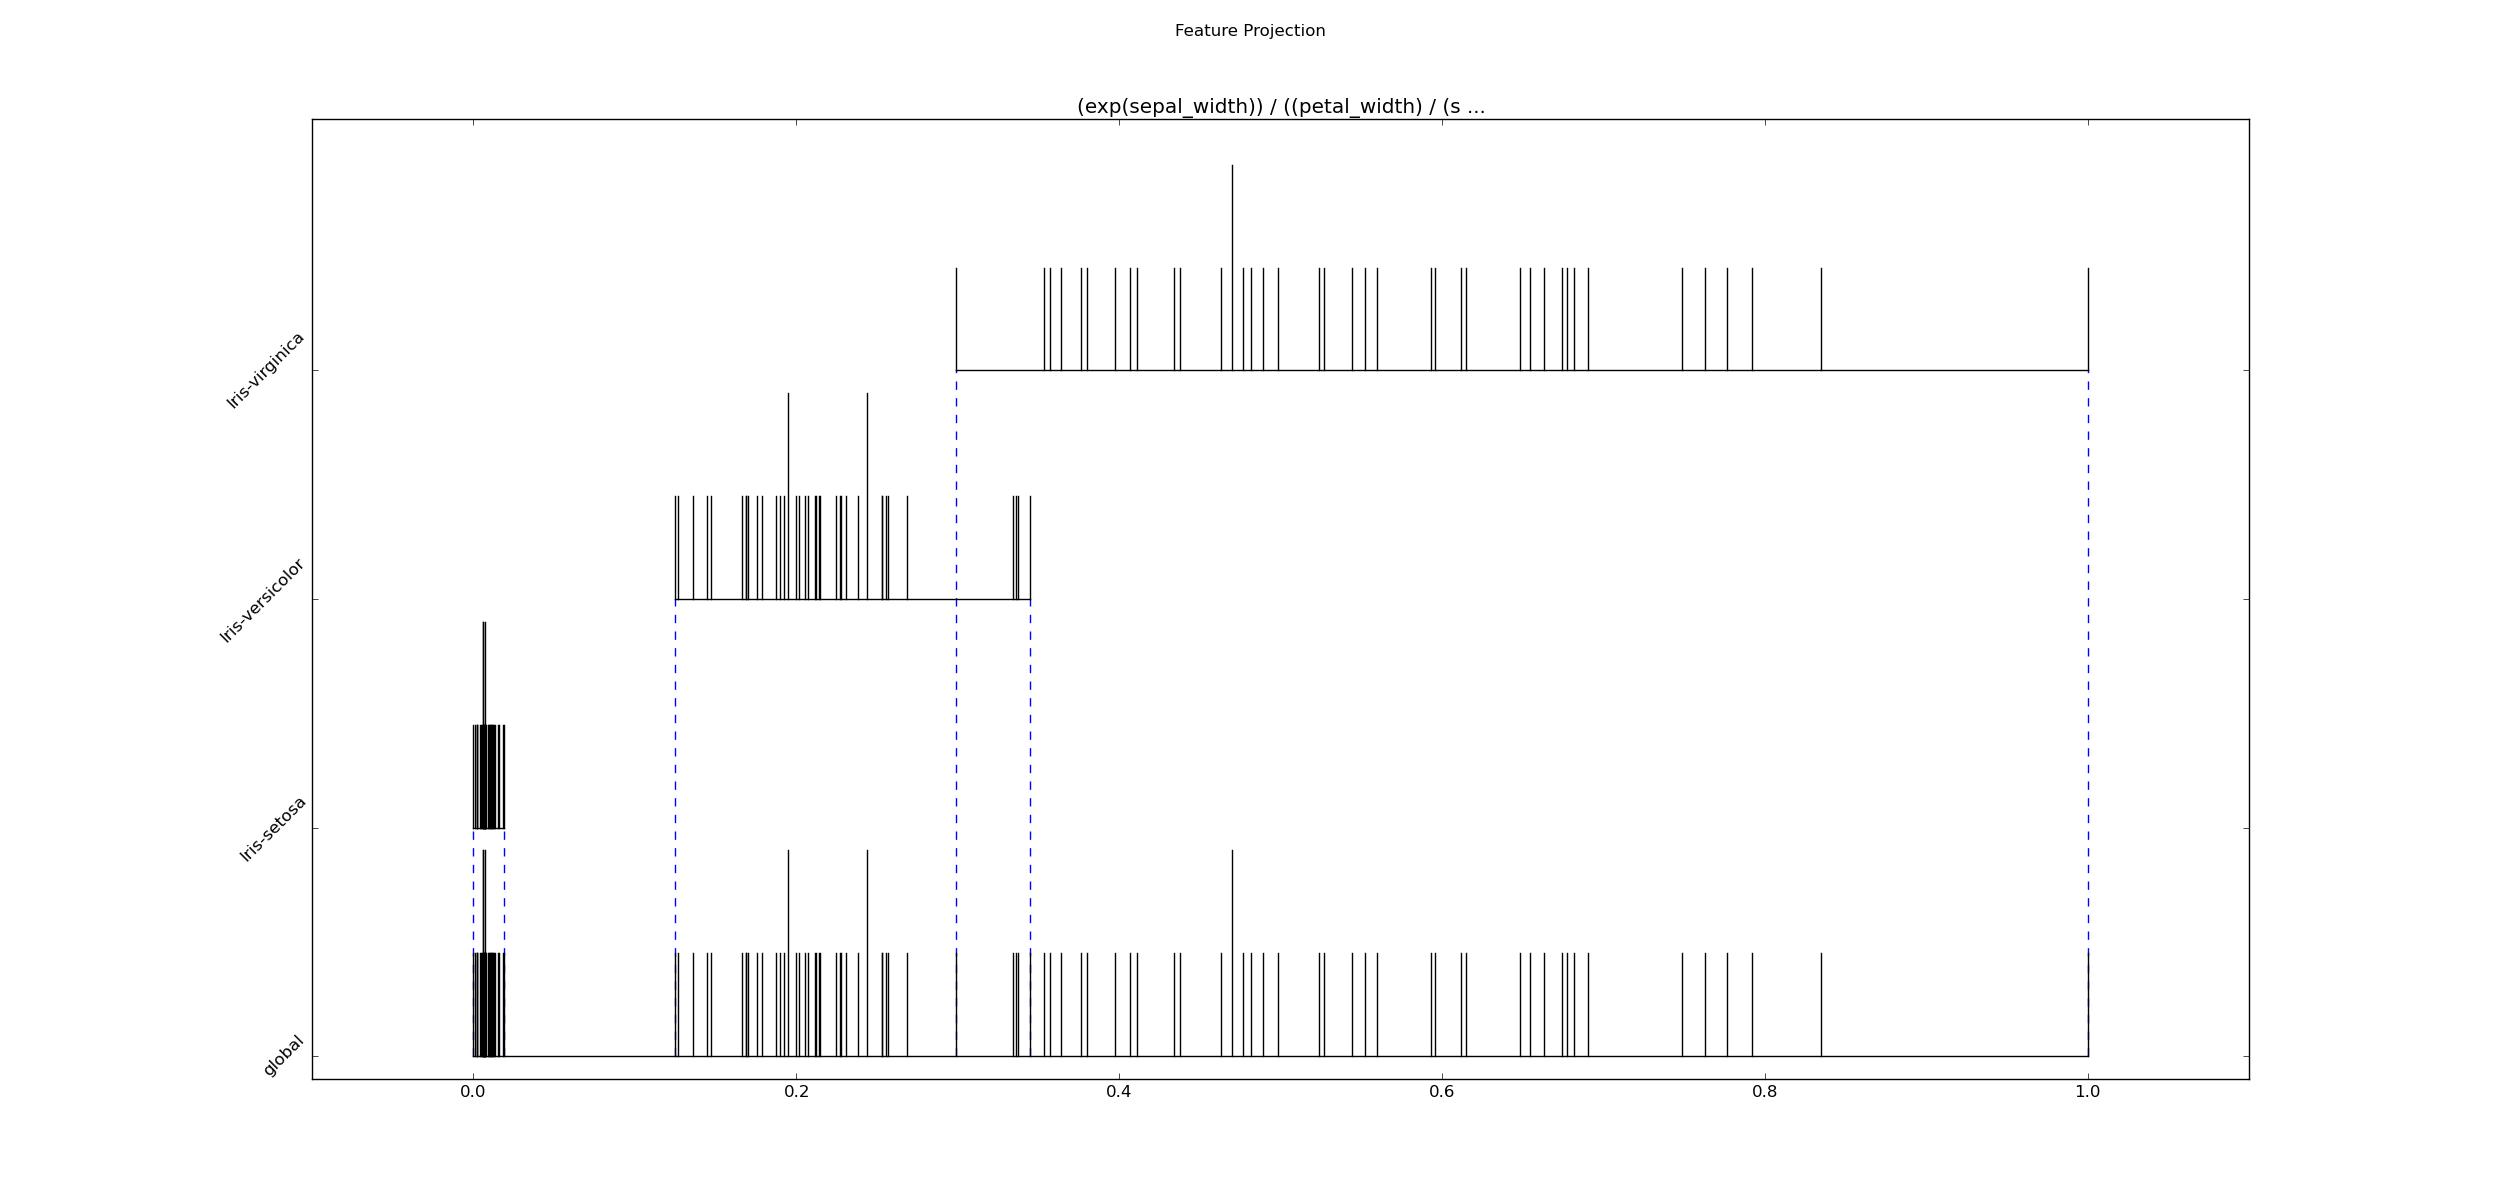 Feature Projection
(exp(sepal_width)) / ((petal_width) / (s ...
Iris-virginica
Iris-versicolor
Iris-setosa
global
0.0 0.2 0.4 0.6 0.8 1.0